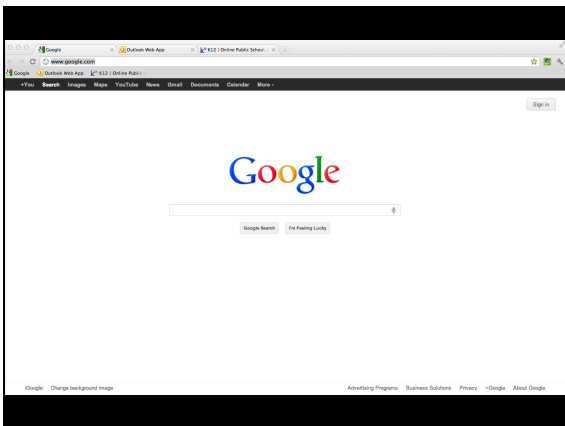 Google Outlook Web App K12 | Online Public School
www.google.com
Google Outlook Web App K12 | Online Public
+You Search Images Maps YouTube News Gmail Documents Calendar More
Sign in
Google
Google Search I'm Feeling Lucky
iGoogle Change background image Advertising Programs Business Solutions Privacy +Google About Google